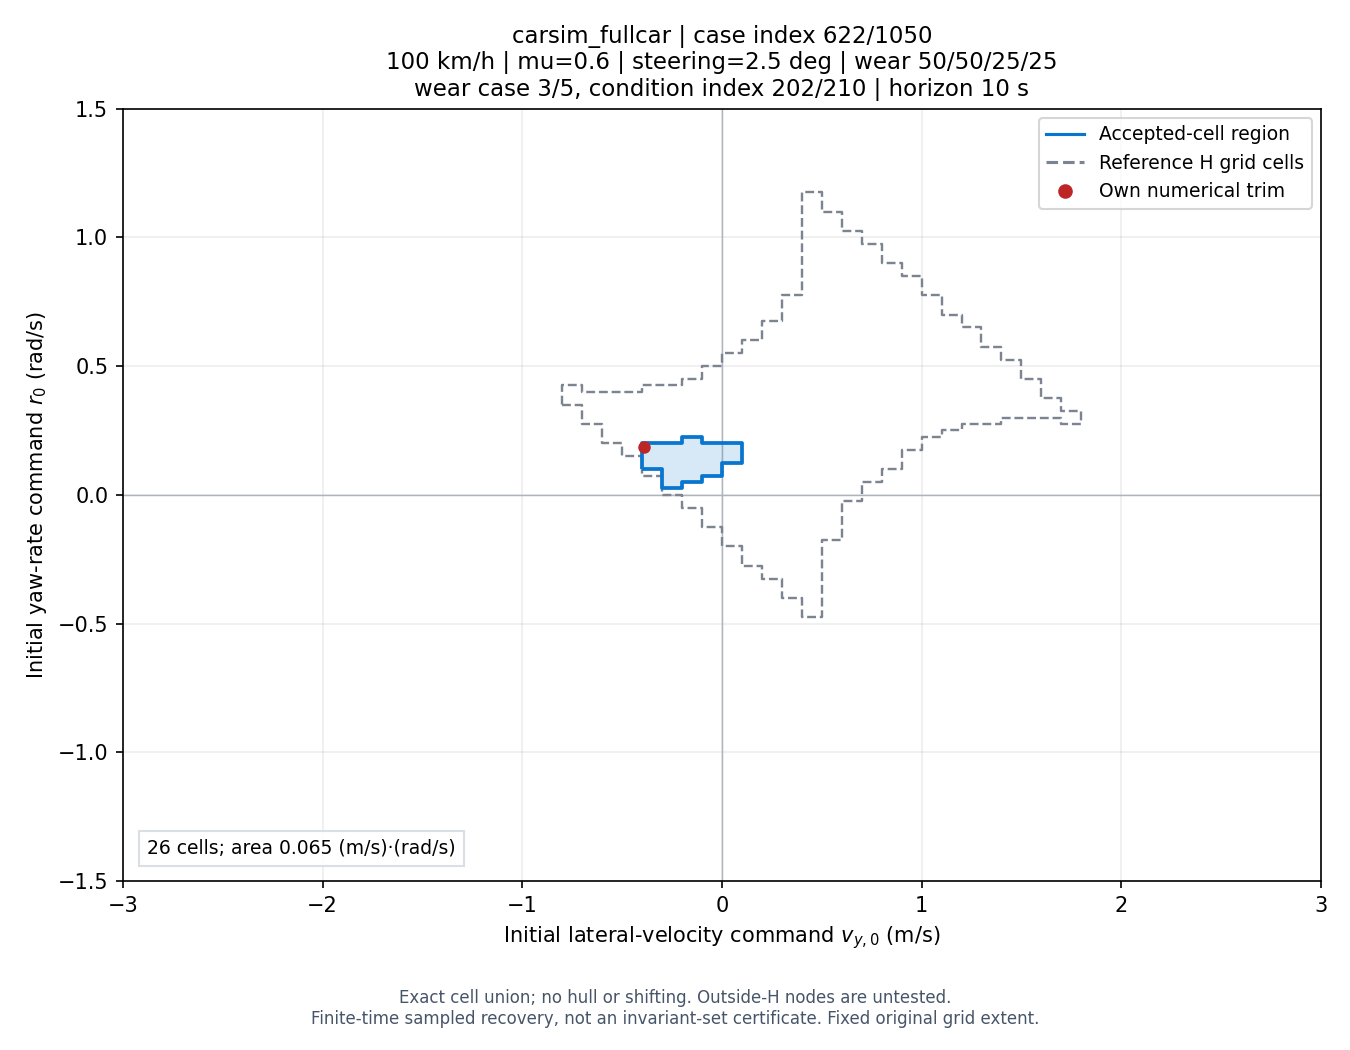 carsim_fullcar | case index 622/1050
100 km/h | mu=0.6 | steering=2.5 deg | wear 50/50/25/25
wear case 3/5, condition index 202/210 | horizon 10 s
1.5
1.0
0.5
0.0
−0.5
−1.0
−1.5
Initial yaw-rate command r0 (rad/s)
Accepted-cell region
Reference H grid cells
Own numerical trim
26 cells; area 0.065 (m/s)·(rad/s)
−3
−2
−1
0
1
2
3
Initial lateral-velocity command vy,0 (m/s)
Exact cell union; no hull or shifting. Outside-H nodes are untested.
Finite-time sampled recovery, not an invariant-set certificate. Fixed original grid extent.